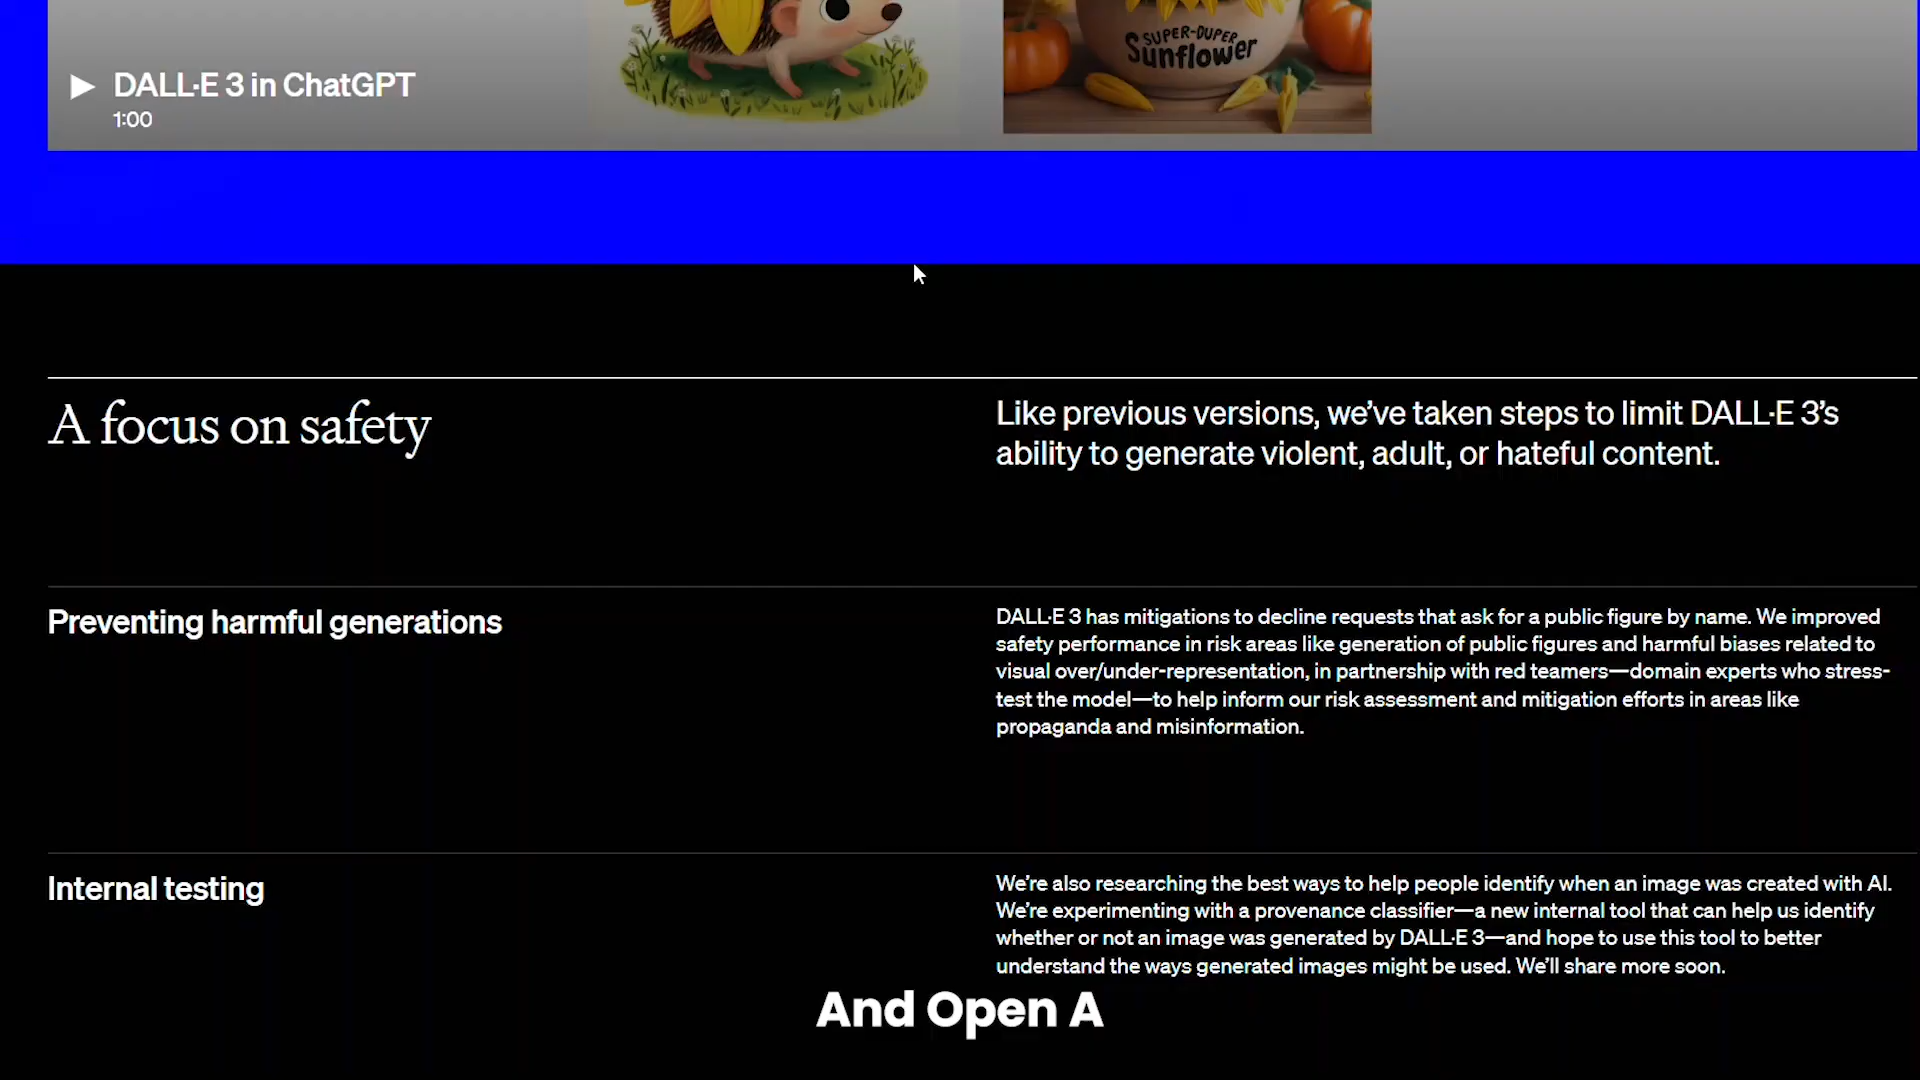 SUPER-DUPER
Sunflower
DALL·E 3 in ChatGPT
1:00
A focus on safety
Like previous versions, we’ve taken steps to limit DALL·E 3’s
ability to generate violent, adult, or hateful content.
Preventing harmful generations
DALL·E 3 has mitigations to decline requests that ask for a public figure by name. We improved
safety performance in risk areas like generation of public figures and harmful biases related to
visual over/under-representation, in partnership with red teamers—domain experts who stress-
test the model—to help inform our risk assessment and mitigation efforts in areas like
propaganda and misinformation.
Internal testing
We’re also researching the best ways to help people identify when an image was created with AI.
We’re experimenting with a provenance classifier—a new internal tool that can help us identify
whether or not an image was generated by DALL·E 3—and hope to use this tool to better
understand the ways generated images might be used. We’ll share more soon.
And Open A